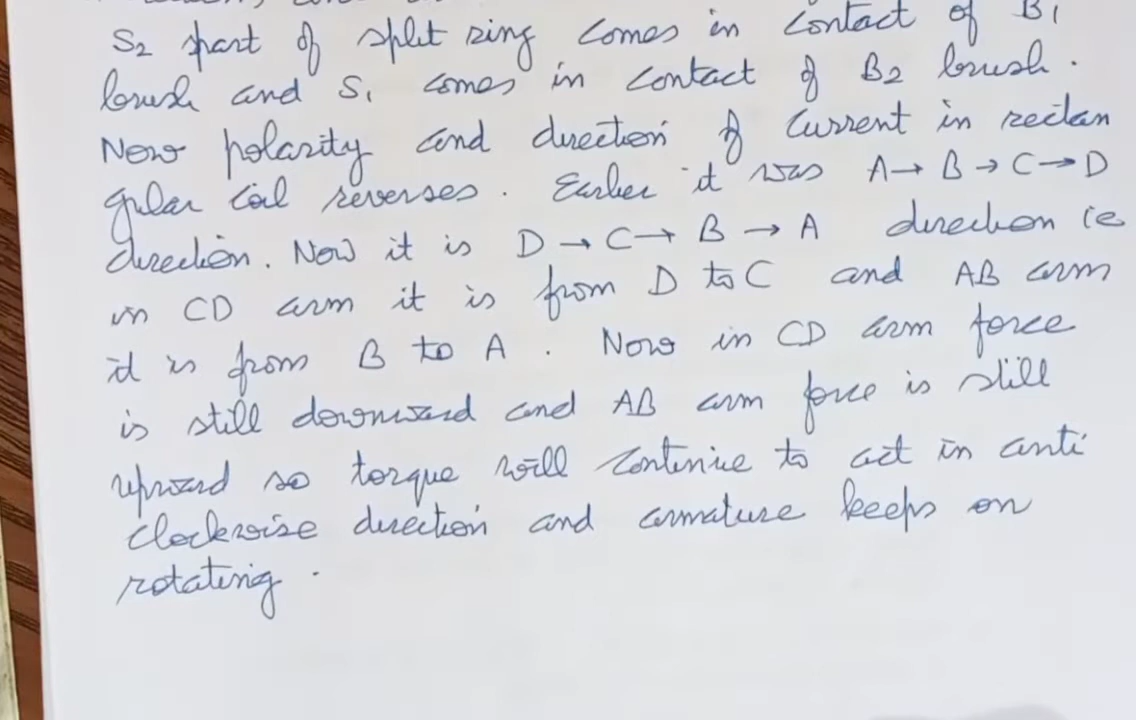 S2 part of split ring comes in contact of B1
brush and S1 comes in contact of B2 brush.
Now polarity and direction of current in rectan
gular coil reverses. Earlier it was A→ B → C→ D
direction. Now it is D → C → B → A direction ie
in CD arm it is from D to C and AB arm
it is from B to A. Now in CD arm force
is still downward and AB arm force is still
upward so torque will continue to act in anti
clockwise direction and armature keeps on
rotating.